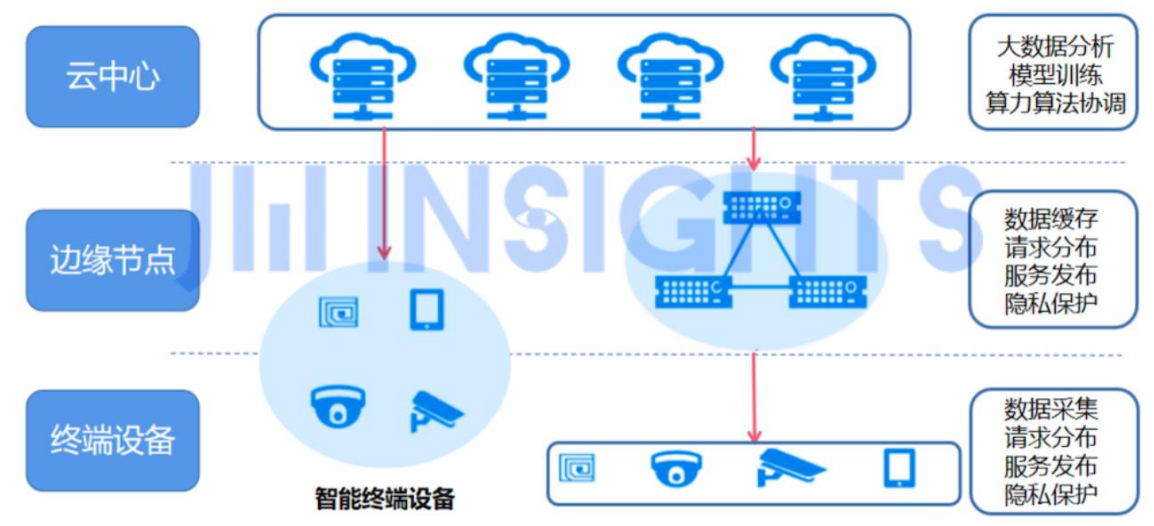 云中心
大数据分析
模型训练
算力算法协调
JW INSIGHTS
边缘节点
数据缓存
请求分布
服务发布
隐私保护
终端设备
数据采集
请求分布
服务发布
隐私保护
智能终端设备